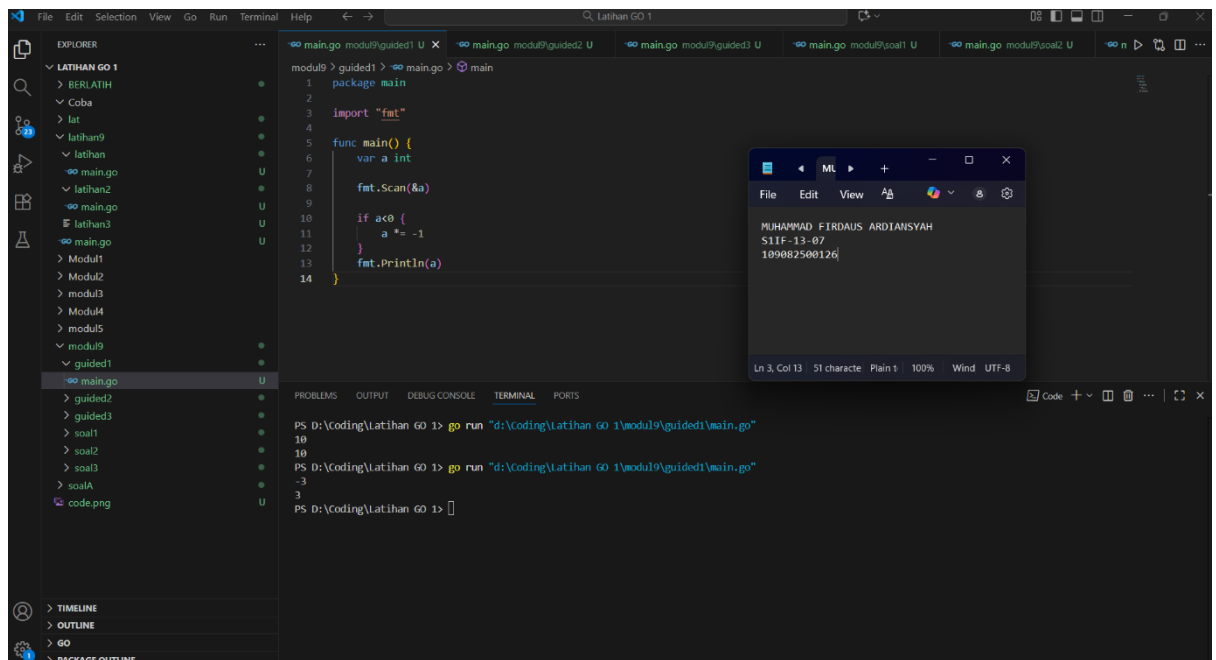 File Edit Selection View Go Run Terminal Help
Latihan GO 1
EXPLORER
LATIHAN GO 1
BERLATIH
Coba
lat
latihan9
latihan
main.go U
latihan2
main.go U
latihan3 U
main.go U
Modul1
Modul2
modul3
Modul4
modul5
modul9
guided1
main.go U
guided2
guided3
soal1
soal2
soal3
soalA
code.png U
TIMELINE
OUTLINE
GO
PACKAGE OUTLINE
23
1
main.go modul9\guided1 U
main.go modul9\guided2 U
main.go modul9\guided3 U
main.go modul9\soal1 U
main.go modul9\soal2 U
modul9 > guided1 > main.go > main
1 package main
2
3 import "fmt"
4
5 func main() {
6 var a int
7
8 fmt.Scan(&a)
9
10 if a<0 {
11 a *= -1
12 }
13 fmt.Println(a)
14 }
File Edit View
MUHAMMAD FIRDAUS ARDIANSYAH
S1IF-13-07
109082500126
Ln 3, Col 13 51 characte Plain t 100% Wind UTF-8
PROBLEMS OUTPUT DEBUG CONSOLE TERMINAL PORTS
Code
PS D:\Coding\Latihan GO 1> go run "d:\Coding\Latihan GO 1\modul9\guided1\main.go"
10
10
PS D:\Coding\Latihan GO 1> go run "d:\Coding\Latihan GO 1\modul9\guided1\main.go"
-3
3
PS D:\Coding\Latihan GO 1>